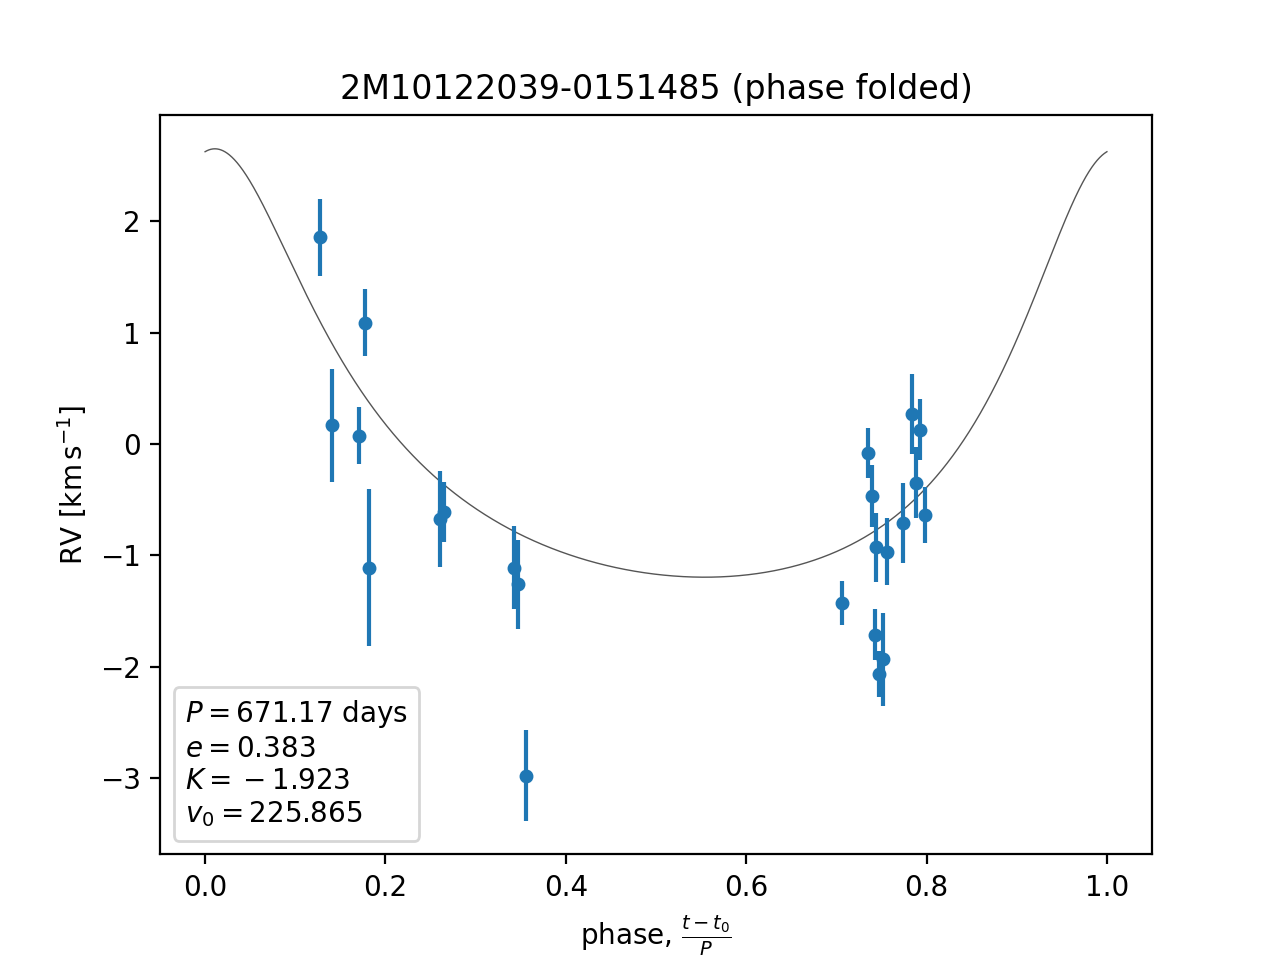 2M10122039-0151485 (phase folded)
RV [km s⁻¹]
2
1
0
−1
−2
−3
P = 671.17 days
e = 0.383
K = −1.923
v₀ = 225.865
0.0 0.2 0.4 0.6 0.8 1.0
phase, (t − t₀)/P